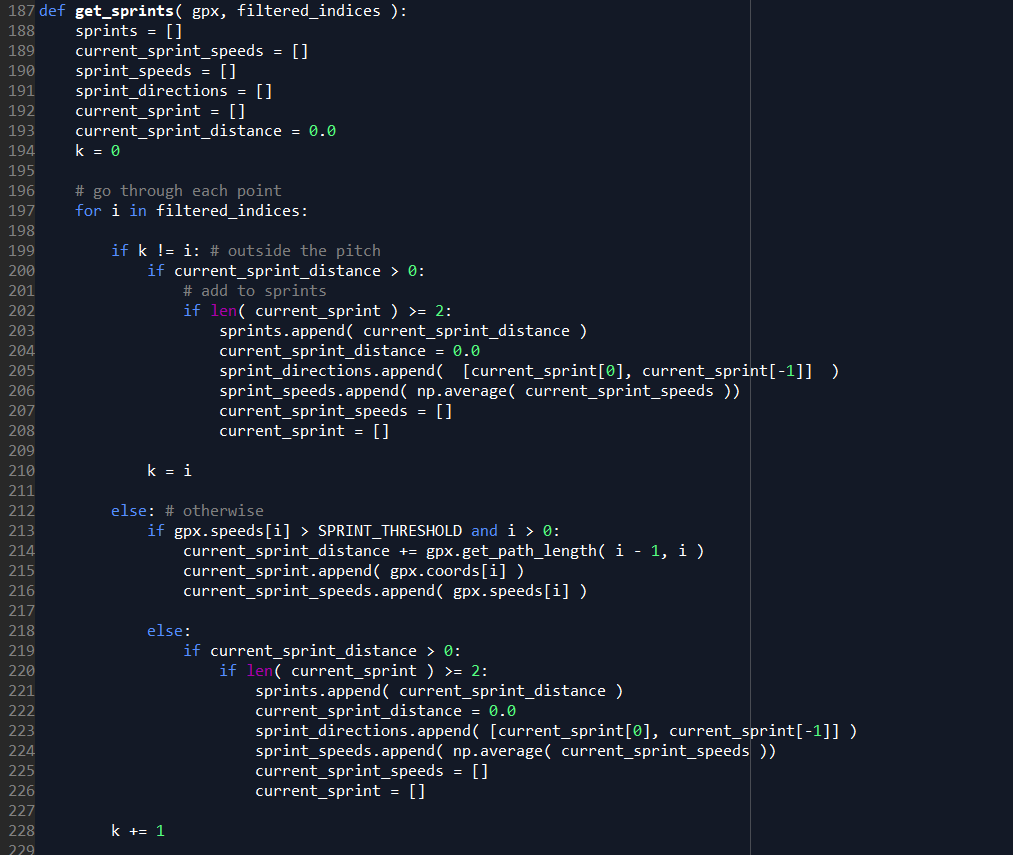 187 def get_sprints( gpx, filtered_indices ):
188     sprints = []
189     current_sprint_speeds = []
190     sprint_speeds = []
191     sprint_directions = []
192     current_sprint = []
193     current_sprint_distance = 0.0
194     k = 0
195
196     # go through each point
197     for i in filtered_indices:
198
199         if k != i: # outside the pitch
200             if current_sprint_distance > 0:
201                 # add to sprints
202                 if len( current_sprint ) >= 2:
203                     sprints.append( current_sprint_distance )
204                     current_sprint_distance = 0.0
205                     sprint_directions.append(  [current_sprint[0], current_sprint[-1]]  )
206                     sprint_speeds.append( np.average( current_sprint_speeds ))
207                     current_sprint_speeds = []
208                     current_sprint = []
209
210             k = i
211
212         else: # otherwise
213             if gpx.speeds[i] > SPRINT_THRESHOLD and i > 0:
214                 current_sprint_distance += gpx.get_path_length( i - 1, i )
215                 current_sprint.append( gpx.coords[i] )
216                 current_sprint_speeds.append( gpx.speeds[i] )
217
218             else:
219                 if current_sprint_distance > 0:
220                     if len( current_sprint ) >= 2:
221                         sprints.append( current_sprint_distance )
222                         current_sprint_distance = 0.0
223                         sprint_directions.append( [current_sprint[0], current_sprint[-1]] )
224                         sprint_speeds.append( np.average( current_sprint_speeds ))
225                         current_sprint_speeds = []
226                         current_sprint = []
227
228         k += 1
229